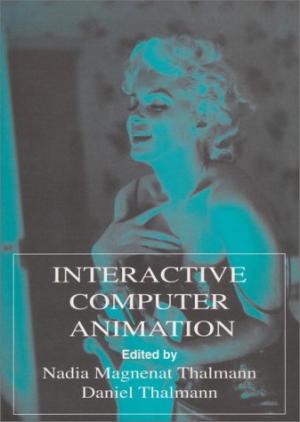 INTERACTIVE
COMPUTER
ANIMATION
Edited by
Nadia Magnenat Thalmann
Daniel Thalmann